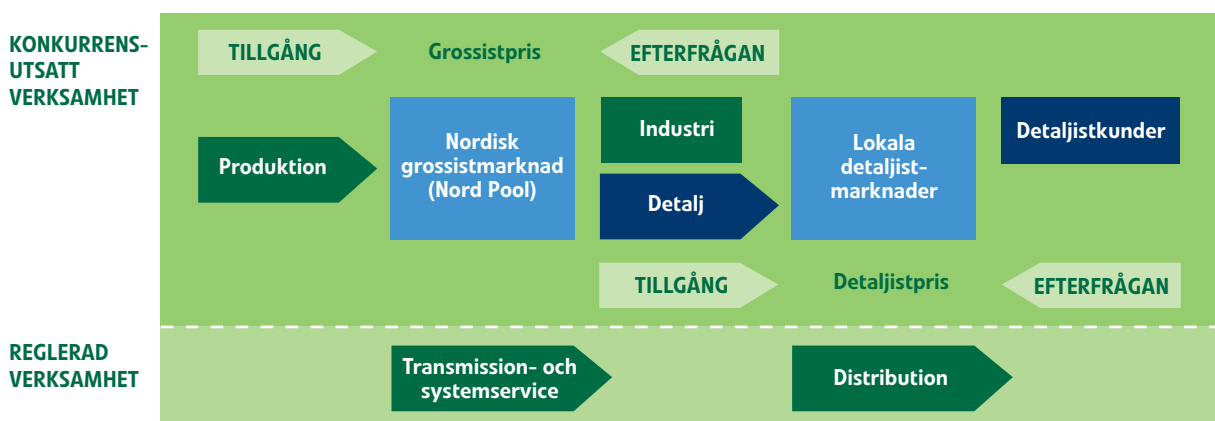 KONKURRENS-
UTSATT
VERKSAMHET
TILLGÅNG
Grossistpris
EFTERFRÅGAN
Produktion
Nordisk
grossistmarknad
(Nord Pool)
Industri
Detalj
Lokala
detaljist-
marknader
Detaljistkunder
TILLGÅNG
Detaljistpris
EFTERFRÅGAN
REGLERAD
VERKSAMHET
Transmission- och
systemservice
Distribution